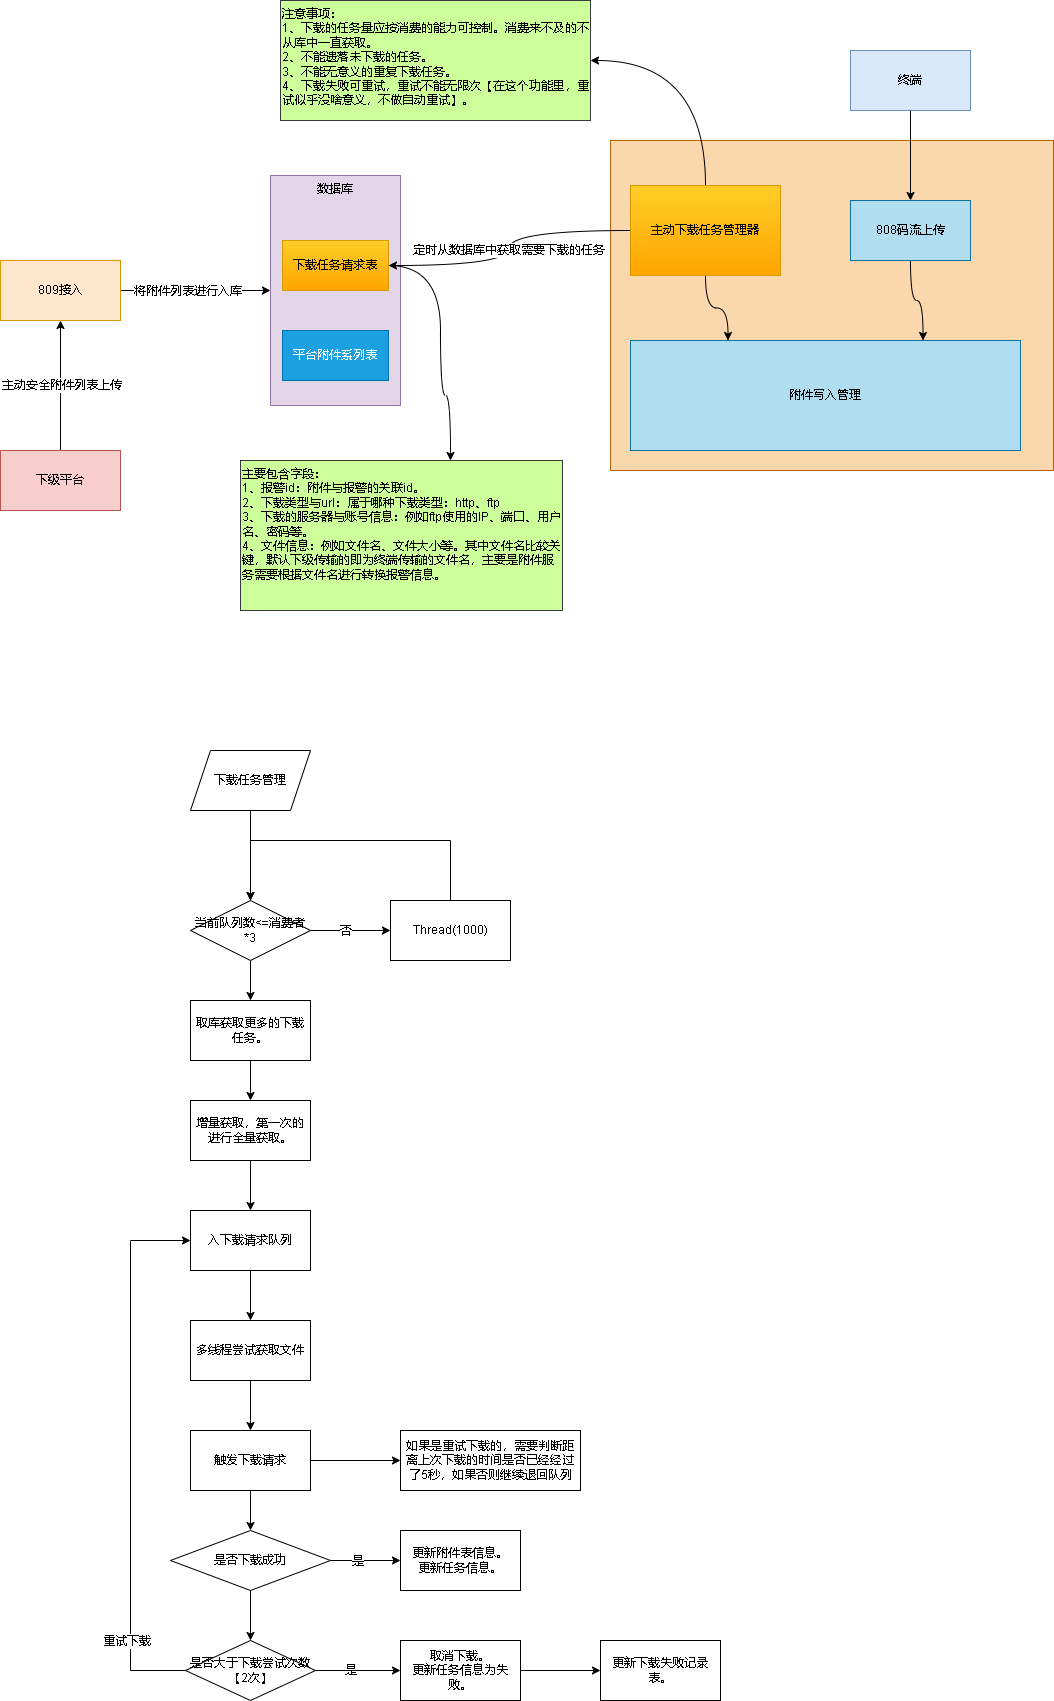 注意事项：
1、下载的任务量应按消费的能力可控制。消费来不及的不
从库中一直获取。
2、不能遗落未下载的任务。
3、不能无意义的重复下载任务。
4、下载失败可重试，重试不能无限次【在这个功能里，重
试似乎没啥意义，不做自动重试】。
终端
数据库
主动下载任务管理器
808码流上传
定时从数据库中获取需要下载的任务
下载任务请求表
809接入
将附件列表进行入库
平台附件系列表
主动安全附件列表上传
附件写入管理
下级平台
主要包含字段：
1、报警id：附件与报警的关联id。
2、下载类型与url：属于哪种下载类型：http、ftp
3、下载的服务器与账号信息：例如ftp使用的IP、端口、用户
名、密码等。
4、文件信息：例如文件名、文件大小等。其中文件名比较关
键，默认下级传输的即为终端传输的文件名，主要是附件服
务需要根据文件名进行转换报警信息。
下载任务管理
当前队列数<=消费者
*3
否
Thread(1000)
取库获取更多的下载
任务。
增量获取，第一次的
进行全量获取。
入下载请求队列
多线程尝试获取文件
触发下载请求
如果是重试下载的，需要判断距
离上次下载的时间是否已经经过
了5秒，如果否则继续退回队列
是否下载成功
是
更新附件表信息。
更新任务信息。
重试下载
是否大于下载尝试次数
【2次】
是
取消下载。
更新任务信息为失
败。
更新下载失败记录
表。